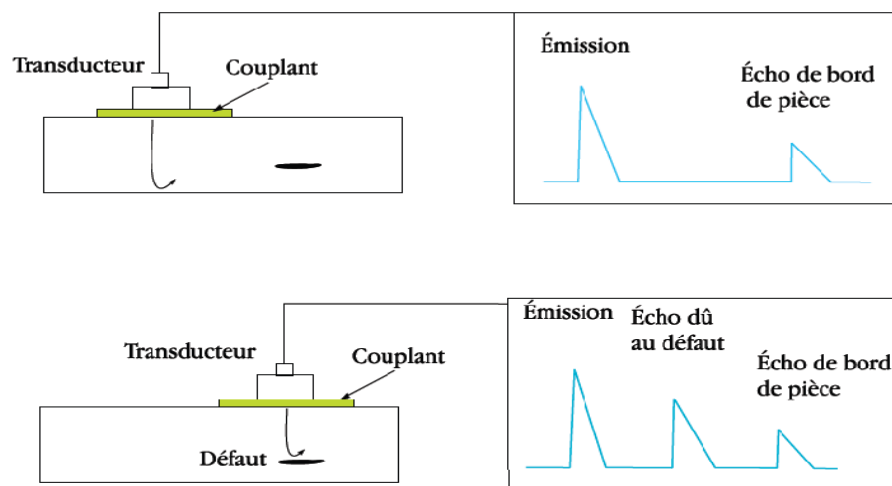 Émission
Transducteur
Couplant
Écho de bord
de pièce
Émission
Écho dû
au défaut
Transducteur
Couplant
Écho de bord
de pièce
Défaut